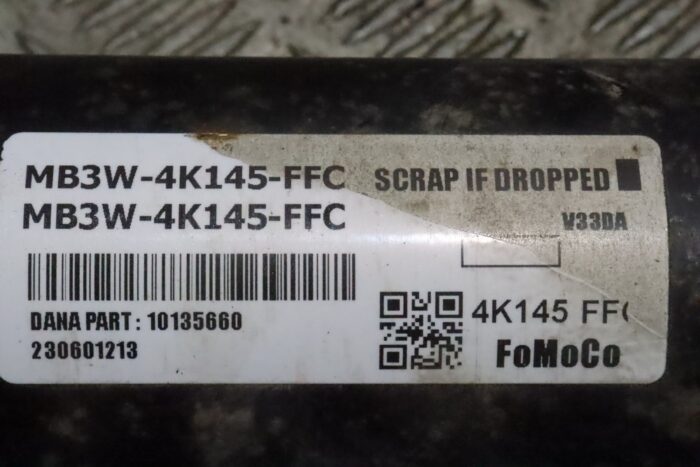 MB3W-4K145-FFC SCRAP IF DROPPED
MB3W-4K145-FFC V33DA
DANA PART : 10135660
230601213
4K145 FF
FoMoCo